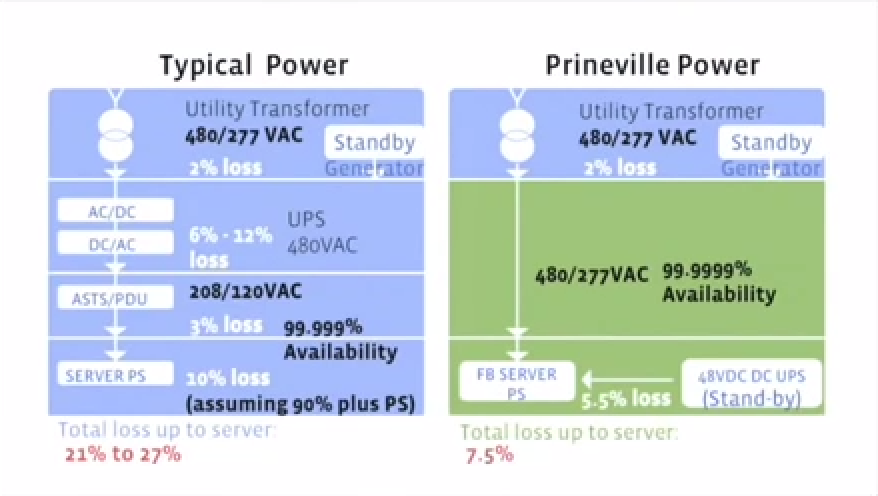 Typical Power
Utility Transformer
480/277 VAC
Standby
2% loss
Generator
AC/DC
DC/AC
6% - 12%
loss
UPS
480VAC
ASTS/PDU
208/120VAC
3% loss
99.999%
Availability
SERVER PS
10% loss
(assuming 90% plus PS)
Total loss up to server:
21% to 27%
Prineville Power
Utility Transformer
480/277 VAC
Standby
2% loss
Generator
480/277VAC
99.9999%
Availability
FB SERVER
PS
5.5% loss
48VDC DC UPS
(Stand-by)
Total loss up to server:
7.5%